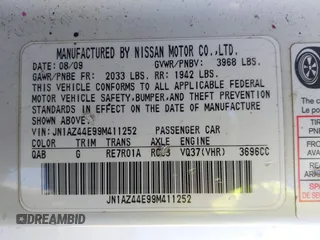 MANUFACTURED BY NISSAN MOTOR CO.,LTD.
DATE: 08/09 GVWR/PNBV: 3968 LBS.
GAWR/PNBE FR: 2033 LBS. RR: 1942 LBS.
THIS VEHICLE CONFORMS TO ALL APPLICABLE
FEDERAL MOTOR VEHICLE
SAFETY, BUMPER, AND THEFT PREVENTION
STANDARDS IN EFFECT ON THE DATE OF
MANUFACTURE SHOWN ABOVE.
VIN:JN1AZ44E99M411252 PASSENGER CAR
COLOR TRIM TRANS AXLE ENGINE
QAB G RE7R01A VQ37(VHR) 3696CC
JN1AZ44E99M411252
DREAMBID